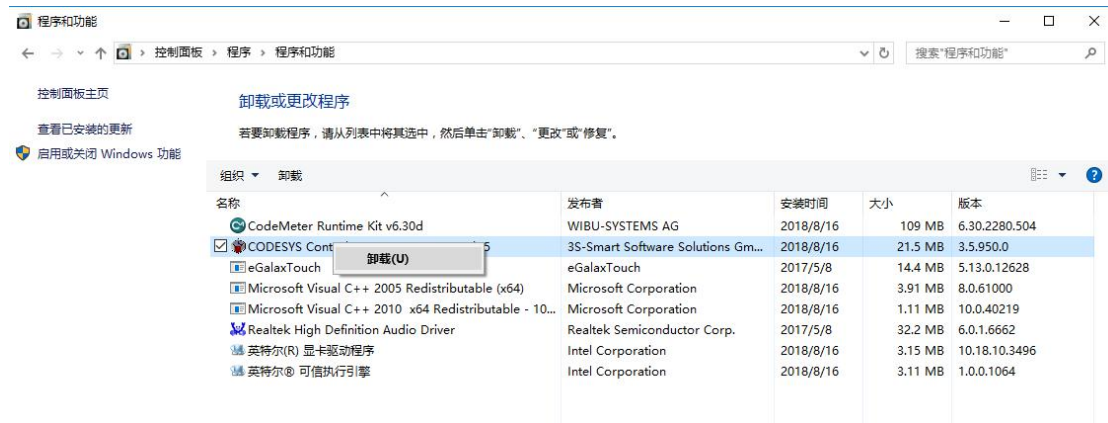 程序和功能
控制面板 › 程序 › 程序和功能
搜索"程序和功能"
控制面板主页
查看已安装的更新
启用或关闭 Windows 功能
卸载或更改程序
若要卸载程序，请从列表中将其选中，然后单击"卸载"、"更改"或"修复"。
组织 卸载
名称 发布者 安装时间 大小 版本
CodeMeter Runtime Kit v6.30d WIBU-SYSTEMS AG 2018/8/16 109 MB 6.30.2280.504
CODESYS 3S-Smart Software Solutions Gm... 2018/8/16 21.5 MB 3.5.950.0
卸载(U)
eGalaxTouch eGalaxTouch 2017/5/8 14.4 MB 5.13.0.12628
Microsoft Visual C++ 2005 Redistributable (x64) Microsoft Corporation 2018/8/16 3.91 MB 8.0.61000
Microsoft Visual C++ 2010 x64 Redistributable - 10... Microsoft Corporation 2018/8/16 1.11 MB 10.0.40219
Realtek High Definition Audio Driver Realtek Semiconductor Corp. 2017/5/8 32.2 MB 6.0.1.6662
英特尔(R) 显卡驱动程序 Intel Corporation 2018/8/16 3.15 MB 10.18.10.3496
英特尔® 可信执行引擎 Intel Corporation 2018/8/16 3.11 MB 1.0.0.1064